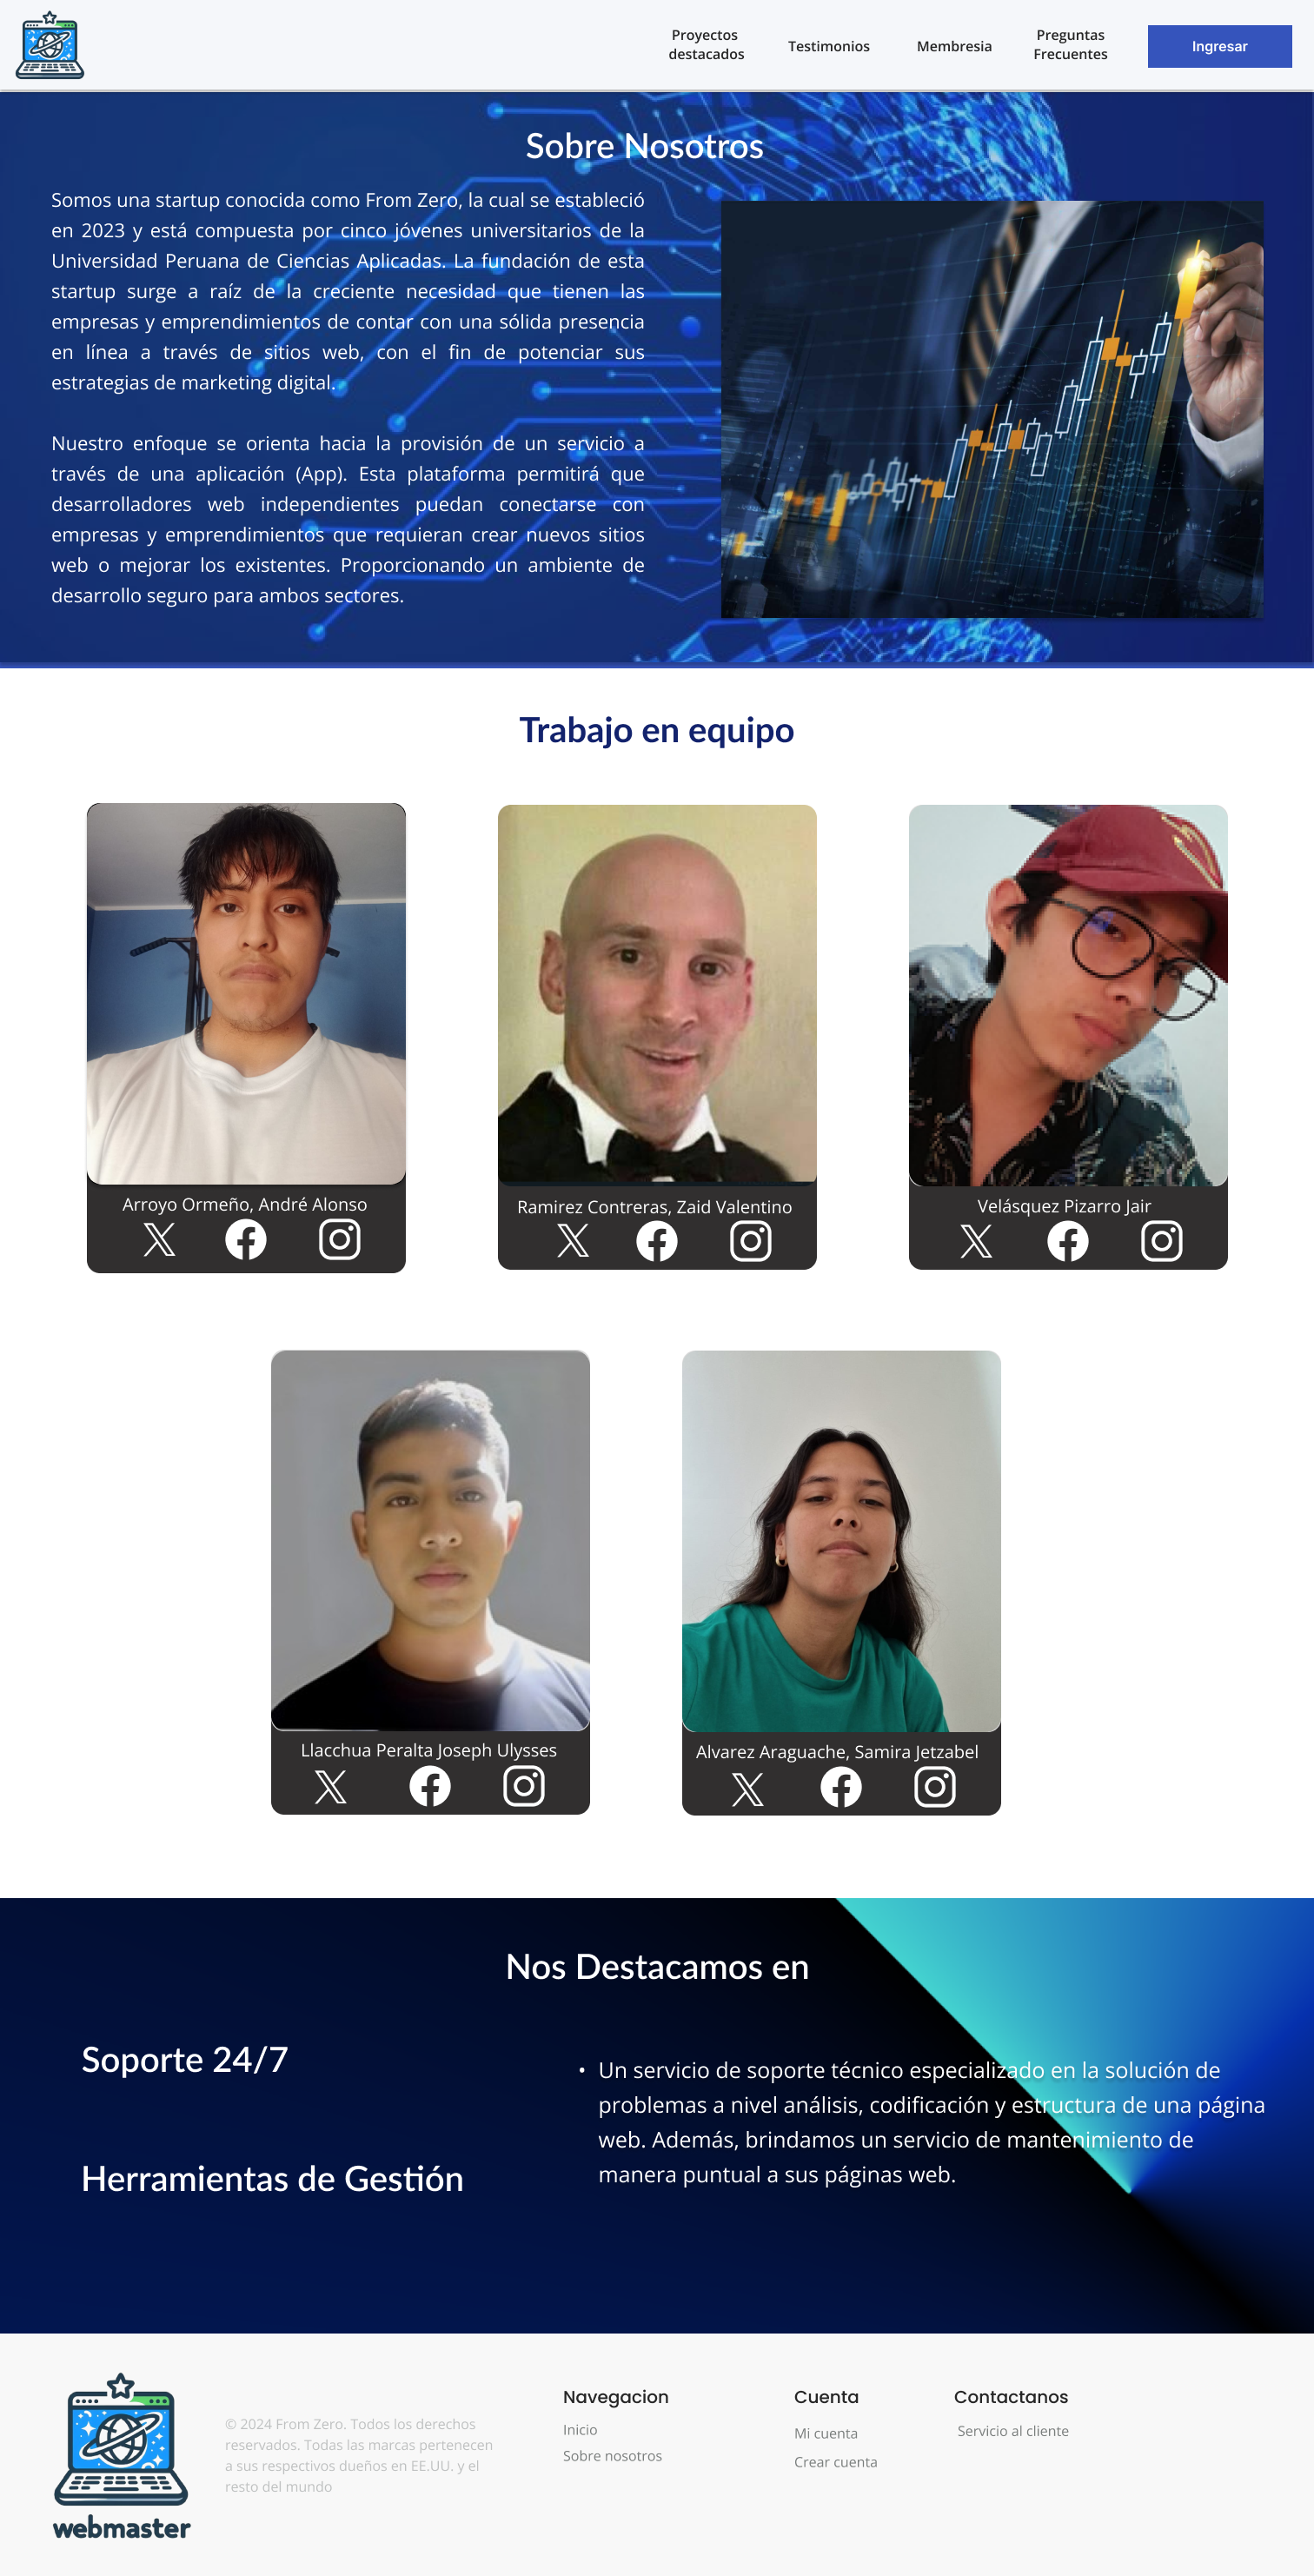 Proyectos
destacados
Testimonios
Membresia
Preguntas
Frecuentes
Ingresar
Sobre Nosotros
Somos una startup conocida como From Zero, la cual se estableció
en 2023 y está compuesta por cinco jóvenes universitarios de la
Universidad Peruana de Ciencias Aplicadas. La fundación de esta
startup surge a raíz de la creciente necesidad que tienen las
empresas y emprendimientos de contar con una sólida presencia
en línea a través de sitios web, con el fin de potenciar sus
estrategias de marketing digital.
Nuestro enfoque se orienta hacia la provisión de un servicio a
través de una aplicación (App). Esta plataforma permitirá que
desarrolladores web independientes puedan conectarse con
empresas y emprendimientos que requieran crear nuevos sitios
web o mejorar los existentes. Proporcionando un ambiente de
desarrollo seguro para ambos sectores.
Trabajo en equipo
Arroyo Ormeño, André Alonso
Ramirez Contreras, Zaid Valentino
Velásquez Pizarro Jair
Llacchua Peralta Joseph Ulysses
Alvarez Araguache, Samira Jetzabel
Nos Destacamos en
Soporte 24/7
Herramientas de Gestión
• Un servicio de soporte técnico especializado en la solución de
problemas a nivel análisis, codificación y estructura de una página
web. Además, brindamos un servicio de mantenimiento de
manera puntual a sus páginas web.
webmaster
© 2024 From Zero. Todos los derechos
reservados. Todas las marcas pertenecen
a sus respectivos dueños en EE.UU. y el
resto del mundo
Navegacion
Inicio
Sobre nosotros
Cuenta
Mi cuenta
Crear cuenta
Contactanos
Servicio al cliente